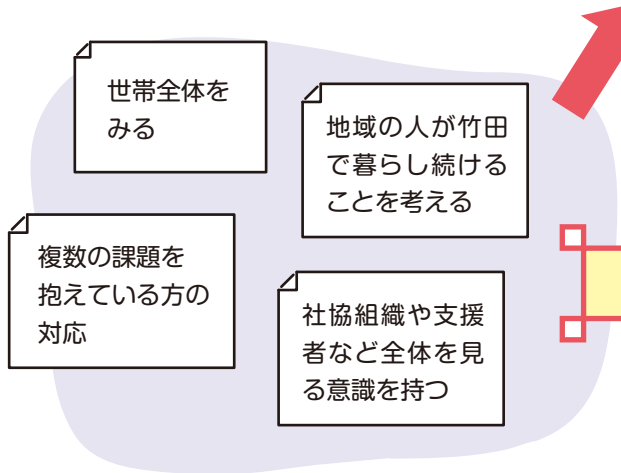 世帯全体を
みる
地域の人が竹田
で暮らし続ける
ことを考える
複数の課題を
抱えている方の
対応
社協組織や支援
者など全体を見
る意識を持つ